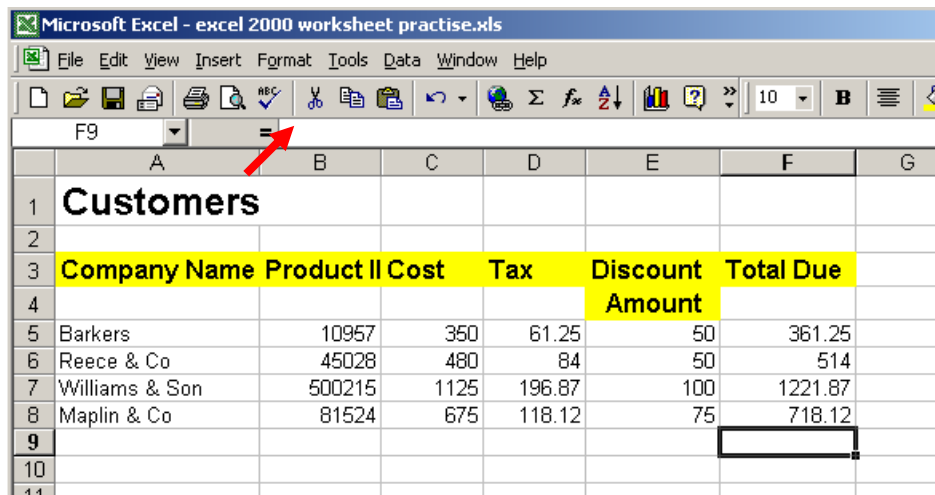 Microsoft Excel - excel 2000 worksheet practise.xls
File Edit View Insert Format Tools Data Window Help
ABC Σ fx A Z ? » 10 B
F9 =
A B C D E F G
1 Customers
2
3 Company Name Product II Cost Tax Discount Total Due
4 Amount
5 Barkers 10957 350 61.25 50 361.25
6 Reece & Co 45028 480 84 50 514
7 Williams & Son 500215 1125 196.87 100 1221.87
8 Maplin & Co 81524 675 118.12 75 718.12
9
10
11